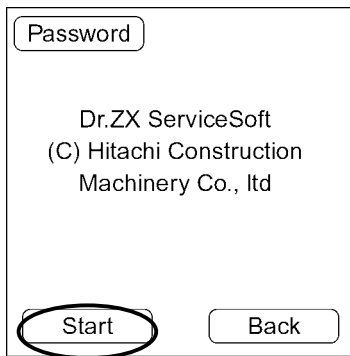 Password
Dr.ZX ServiceSoft
(C) Hitachi Construction
Machinery Co., ltd
Start
Back